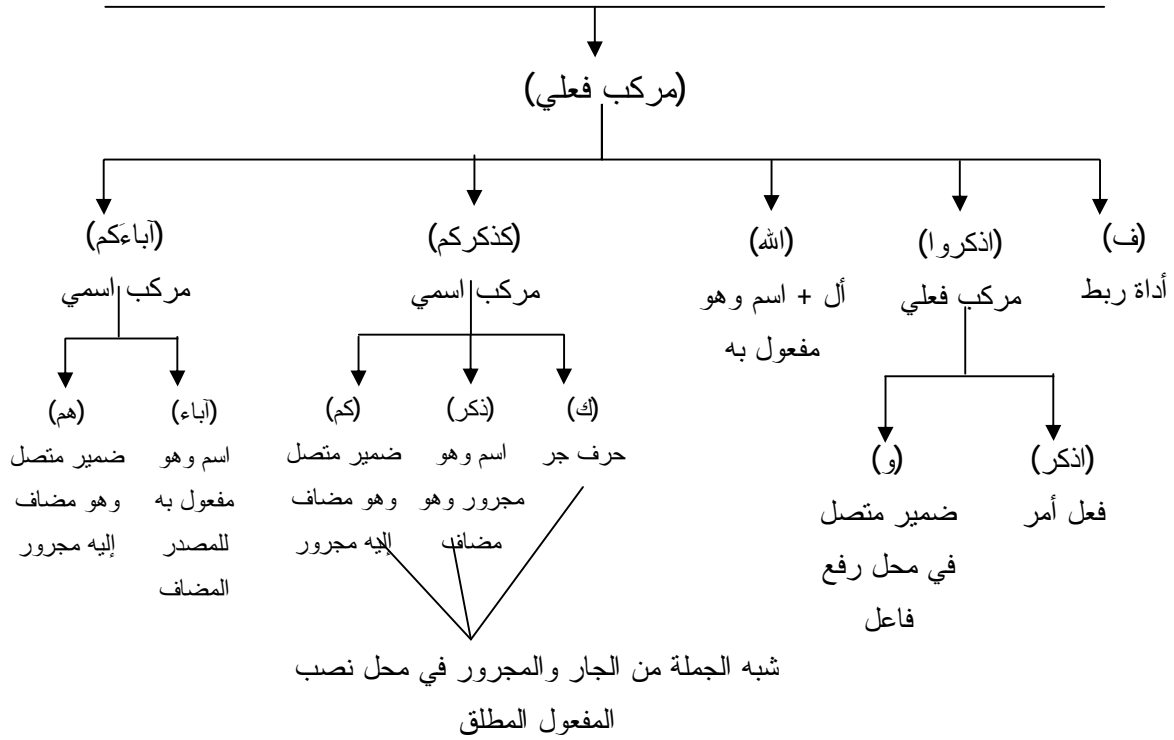 (مركب فعلي)
(ف)
أداة ربط
(اذكروا)
مركب فعلي
(الله)
أل + اسم وهو
مفعول به
(كذكركم)
مركب اسمي
(آباءَكم)
مركب اسمي
(اذكر)
فعل أمر
(و)
ضمير متصل
في محل رفع
فاعل
(ك)
حرف جر
(ذكر)
اسم وهو
مجرور وهو
مضاف
(كم)
ضمير متصل
وهو مضاف
إليه مجرور
(آباء)
اسم وهو
مفعول به
للمصدر
المضاف
(هم)
ضمير متصل
وهو مضاف
إليه مجرور
شبه الجملة من الجار والمجرور في محل نصب
المفعول المطلق